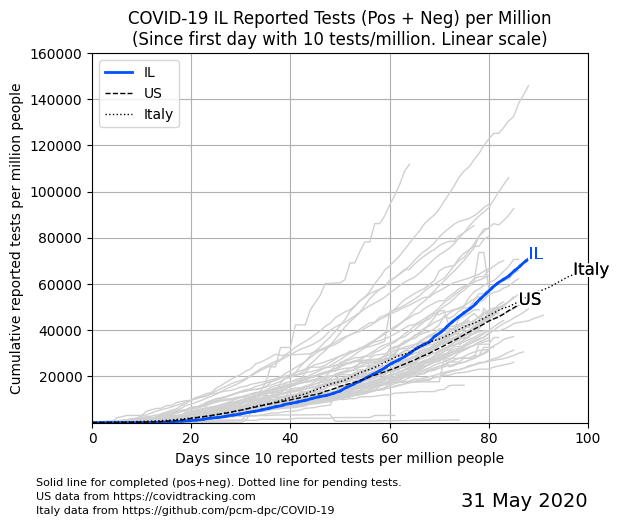 COVID-19 IL Reported Tests (Pos + Neg) per Million
(Since first day with 10 tests/million. Linear scale)
Cumulative reported tests per million people
160000
140000
120000
100000
80000
60000
40000
20000
IL
US
Italy
IL
Italy
US
0
20
40
60
80
100
Days since 10 reported tests per million people
Solid line for completed (pos+neg). Dotted line for pending tests.
US data from https://covidtracking.com
Italy data from https://github.com/pcm-dpc/COVID-19
31 May 2020